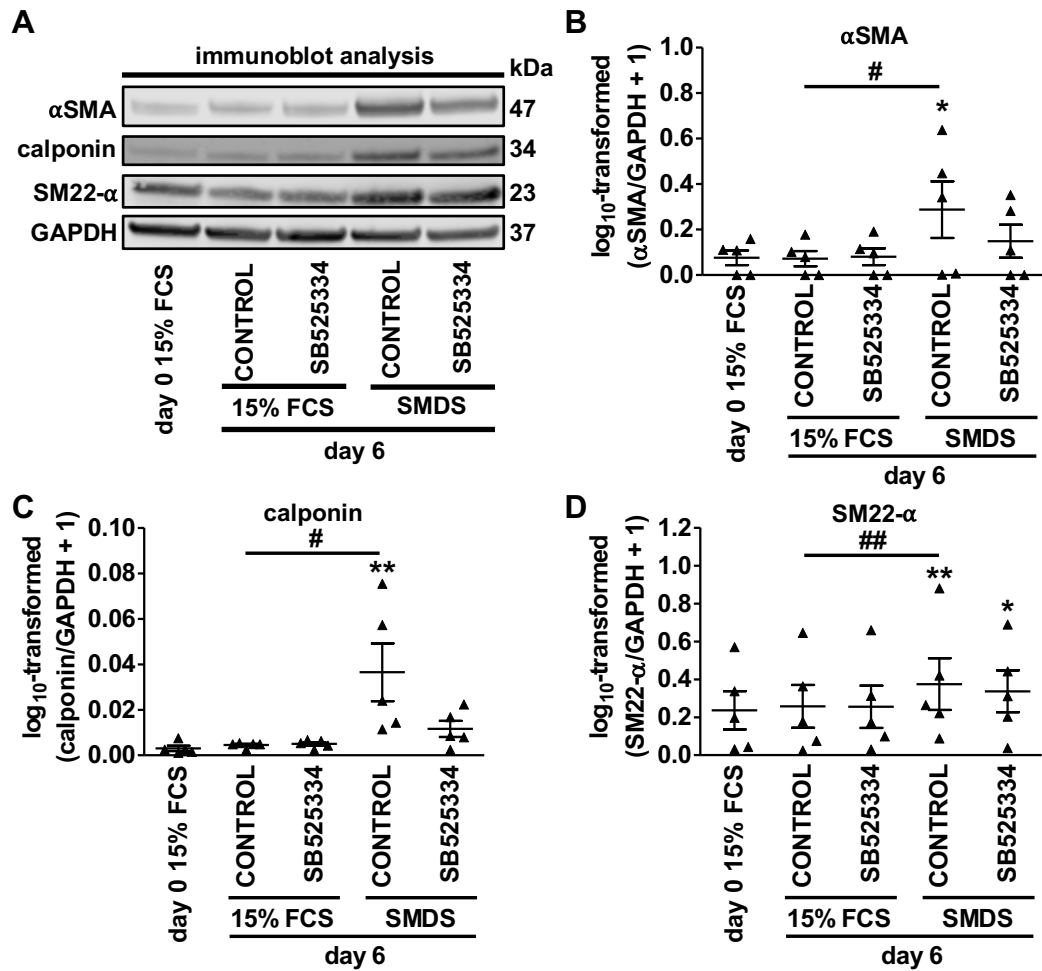 A
immunoblot analysis
kDa
αSMA
47
calponin
34
SM22-α
23
GAPDH
37
day 0 15% FCS
CONTROL
SB525334
CONTROL
SB525334
15% FCS
SMDS
day 6
B
αSMA
#
*
log10-transformed
(αSMA/GAPDH + 1)
1.0
0.8
0.6
0.4
0.2
0.0
day 0 15% FCS
CONTROL
SB525334
CONTROL
SB525334
15% FCS
SMDS
day 6
C
calponin
#
**
log10-transformed
(calponin/GAPDH + 1)
0.10
0.08
0.06
0.04
0.02
0.00
day 0 15% FCS
CONTROL
SB525334
CONTROL
SB525334
15% FCS
SMDS
day 6
D
SM22-α
##
**
*
log10-transformed
(SM22-α/GAPDH + 1)
1.2
1.0
0.8
0.6
0.4
0.2
0.0
day 0 15% FCS
CONTROL
SB525334
CONTROL
SB525334
15% FCS
SMDS
day 6